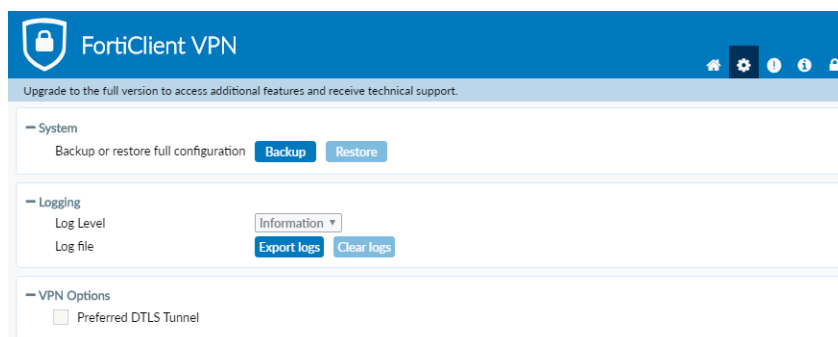 FortiClient VPN
Upgrade to the full version to access additional features and receive technical support.
System
Backup or restore full configuration Backup Restore
Logging
Log Level Information
Log file Export logs Clear logs
VPN Options
Preferred DTLS Tunnel